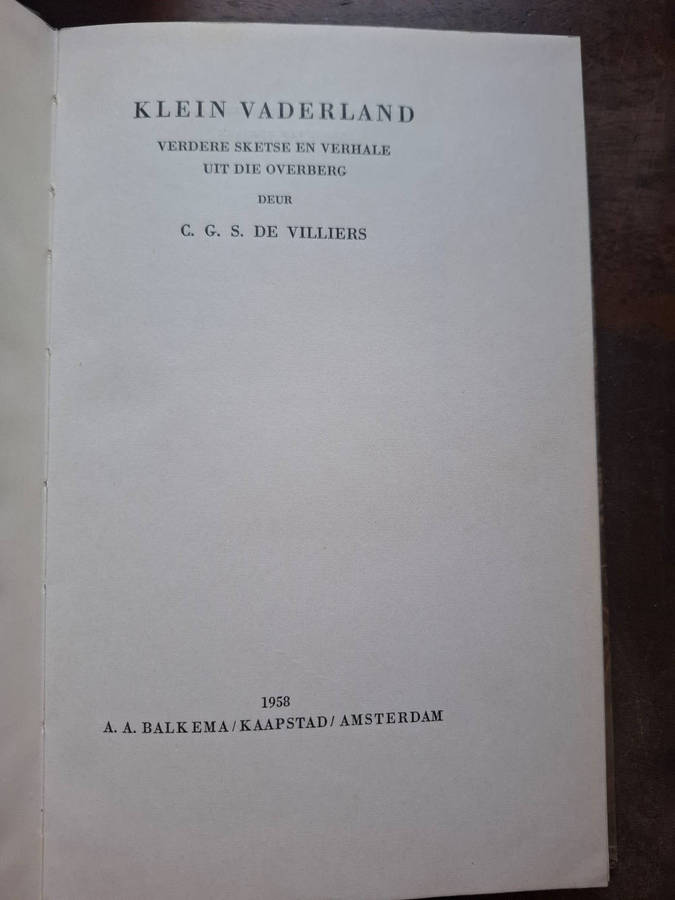 KLEIN VADERLAND
VERDERE SKETSE EN VERHALE
UIT DIE OVERBERG
DEUR
C. G. S. DE VILLIERS
1958
A. A. BALKEMA/KAAPSTAD/AMSTERDAM